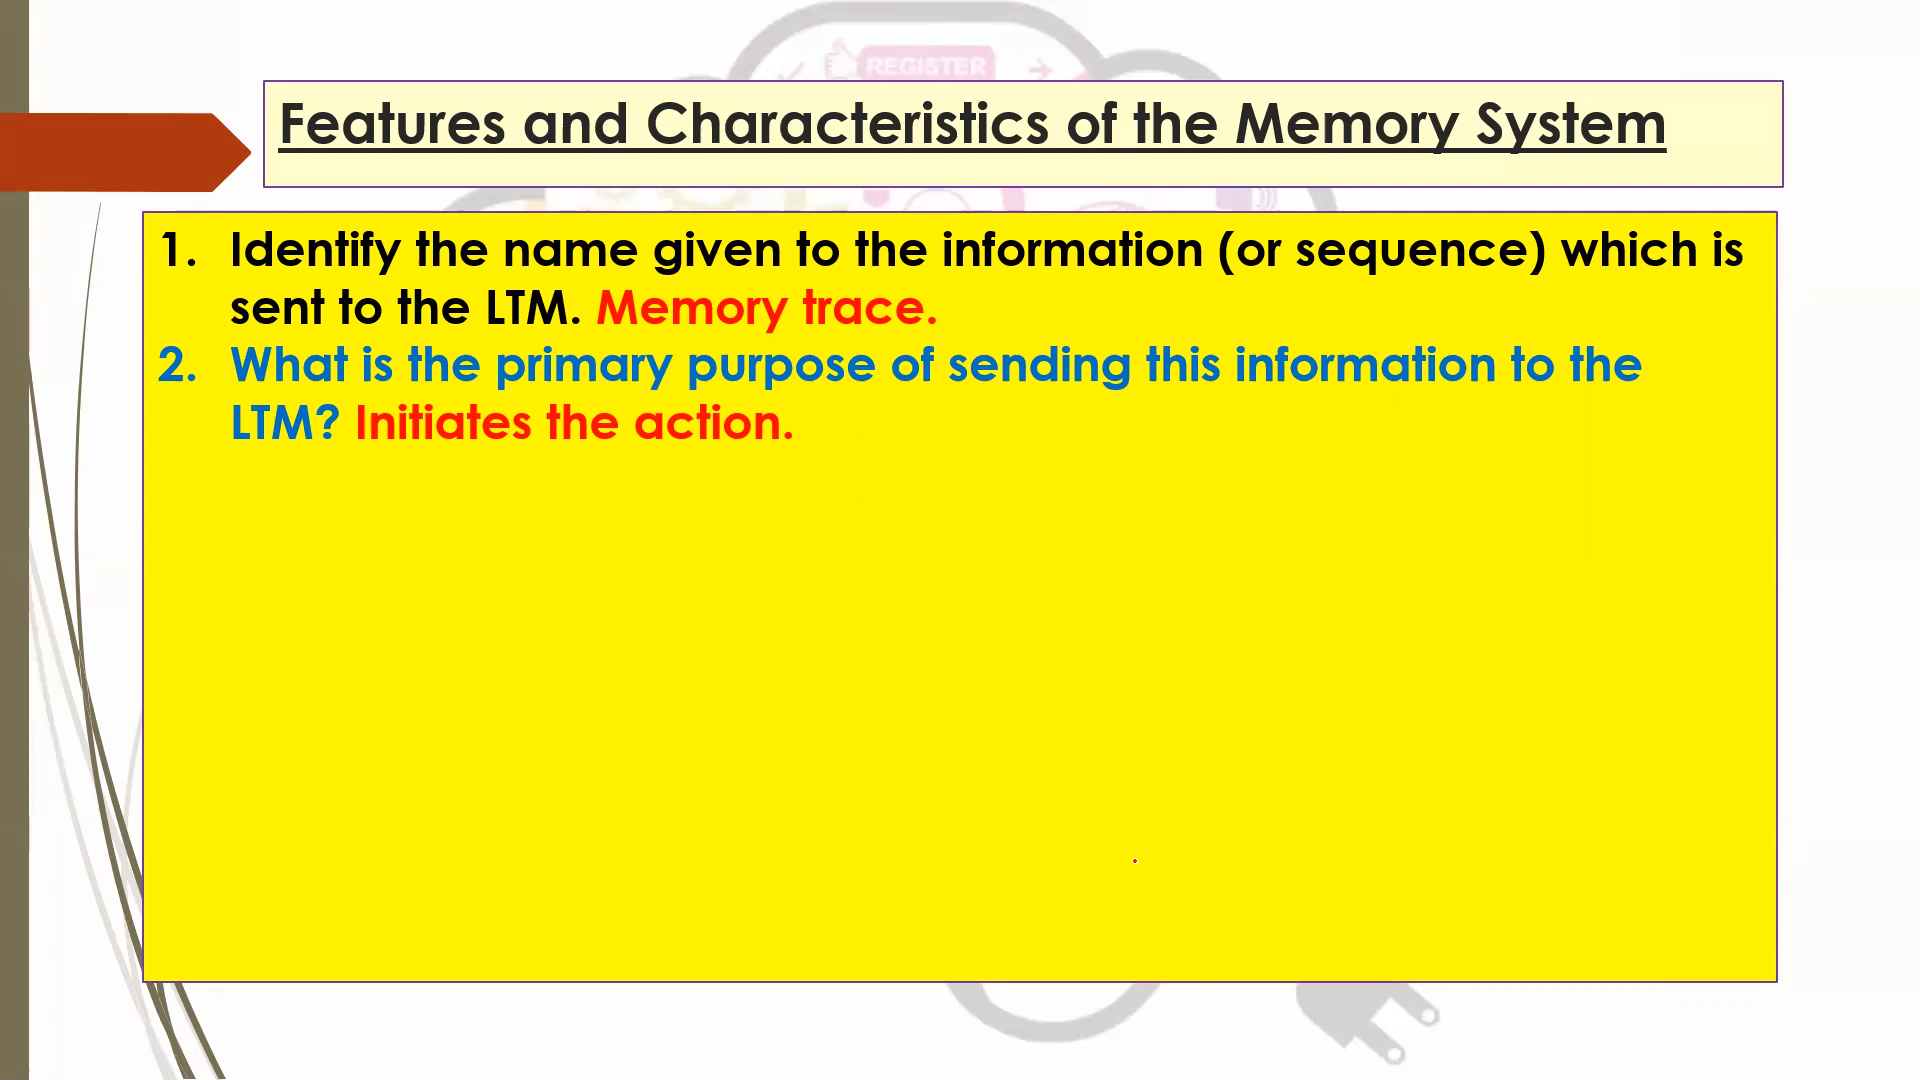 REGISTER
Features and Characteristics of the Memory System
1. Identify the name given to the information (or sequence) which is
sent to the LTM. Memory trace.
2. What is the primary purpose of sending this information to the
LTM? Initiates the action.